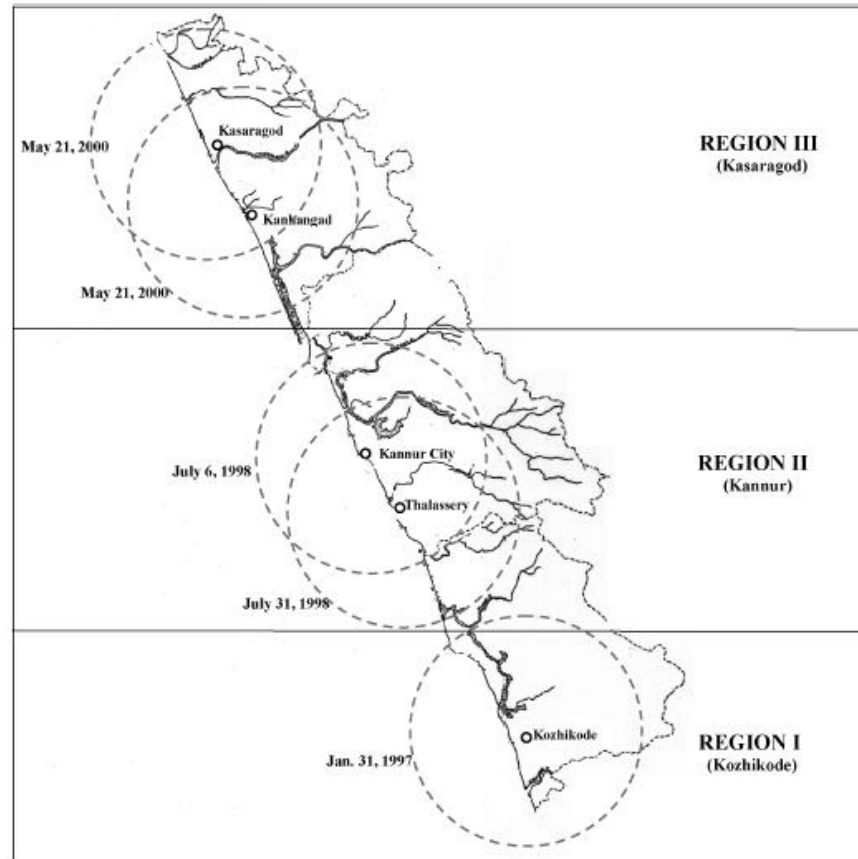 Kasaragod
May 21, 2000
REGION III
(Kasaragod)
Kanhangad
May 21, 2000
Kannur City
July 6, 1998
REGION II
(Kannur)
Thalassery
July 31, 1998
Kozhikode
REGION I
Jan. 31, 1997
(Kozhikode)